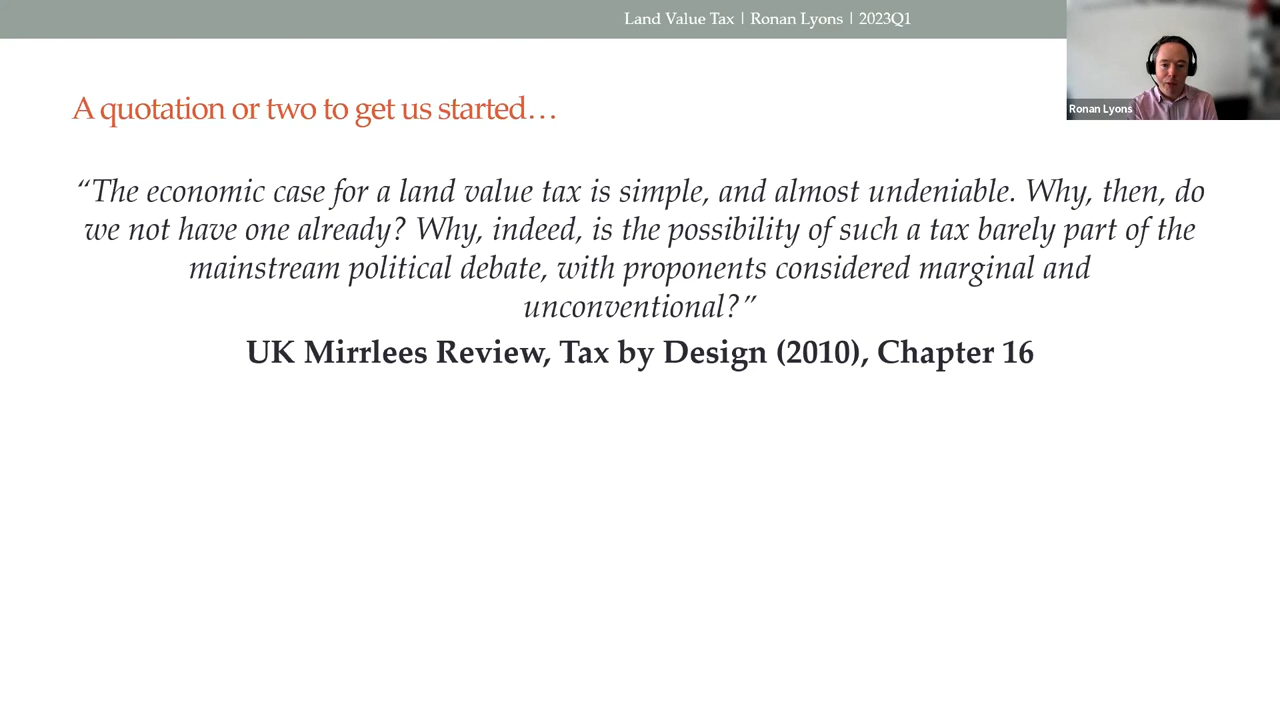 Land Value Tax | Ronan Lyons | 2023Q1
Ronan Lyons
A quotation or two to get us started…
“The economic case for a land value tax is simple, and almost undeniable. Why, then, do
we not have one already? Why, indeed, is the possibility of such a tax barely part of the
mainstream political debate, with proponents considered marginal and
unconventional?”
UK Mirrlees Review, Tax by Design (2010), Chapter 16